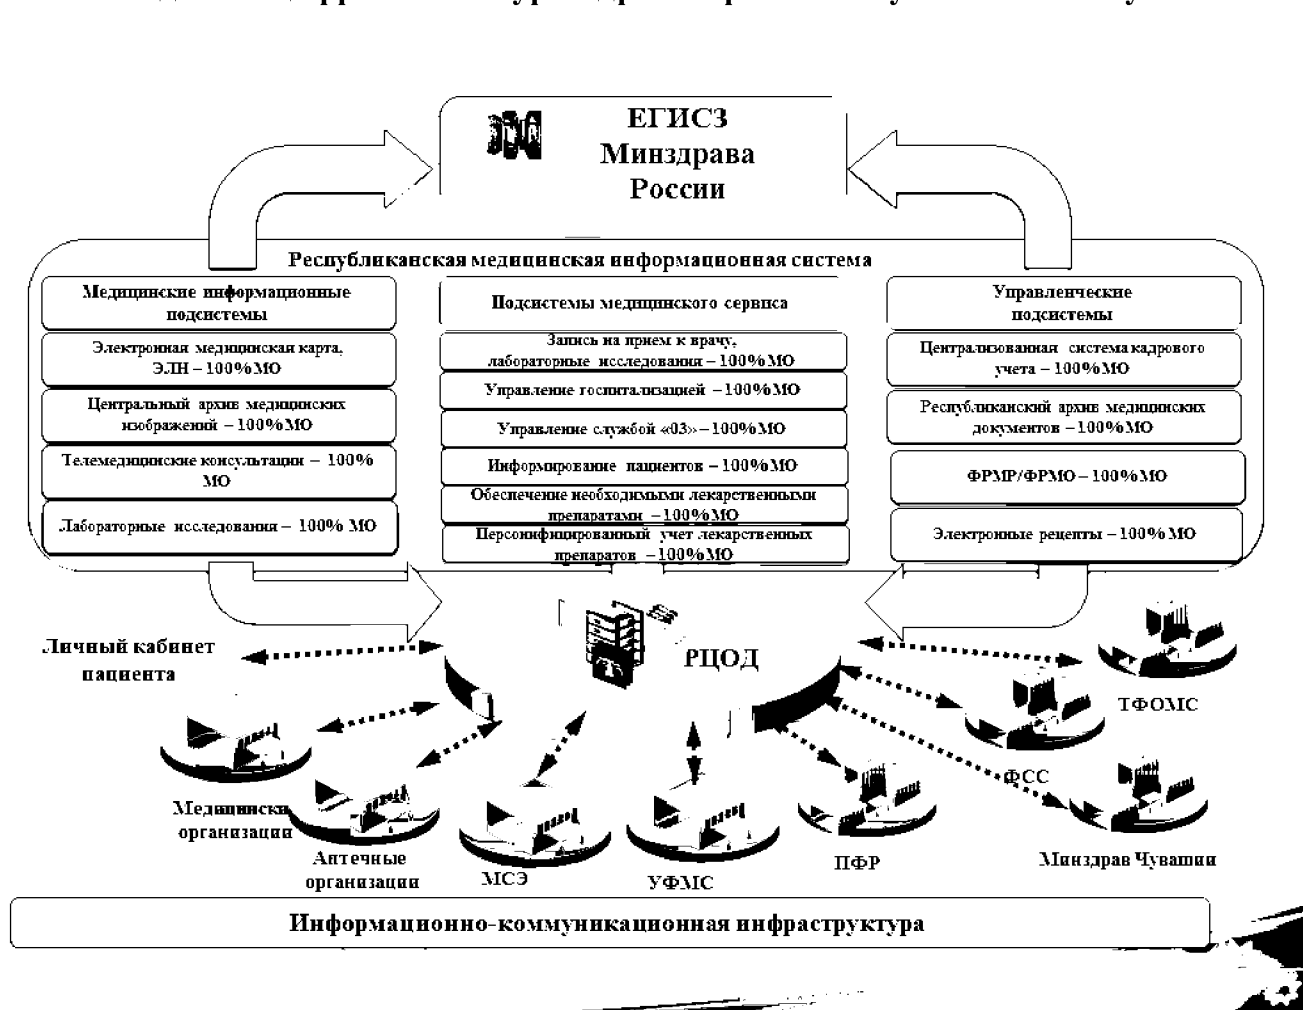 ЕГИСЗ
Минздрава
России
Республиканская медицинская информационная система
Медицинские информационные
подсистемы
Электронная медицинская карта,
ЭЛН – 100% МО
Центральный архив медицинских
изображений – 100% МО
Телемедицинские консультации – 100%
МО
Лабораторные исследования – 100% МО
Подсистемы медицинского сервиса
Запись на прием к врачу,
лабораторные исследования – 100% МО
Управление госпитализацией – 100% МО
Управление службой «03» – 100% МО
Информирование пациентов – 100% МО
Обеспечение необходимыми лекарственными
препаратами – 100% МО
Персонифицированный учет лекарственных
препаратов – 100% МО
Управленческие
подсистемы
Централизованная система кадрового
учета – 100% МО
Республиканский архив медицинских
документов – 100% МО
ФРМР/ФРМО – 100% МО
Электронные рецепты – 100% МО
Личный кабинет
пациента
РЦОД
ТФОМС
ФСС
Медицински
организации
Аптечные
организации
МСЭ
УФМС
ПФР
Минздрав Чувашии
Информационно-коммуникационная инфраструктура